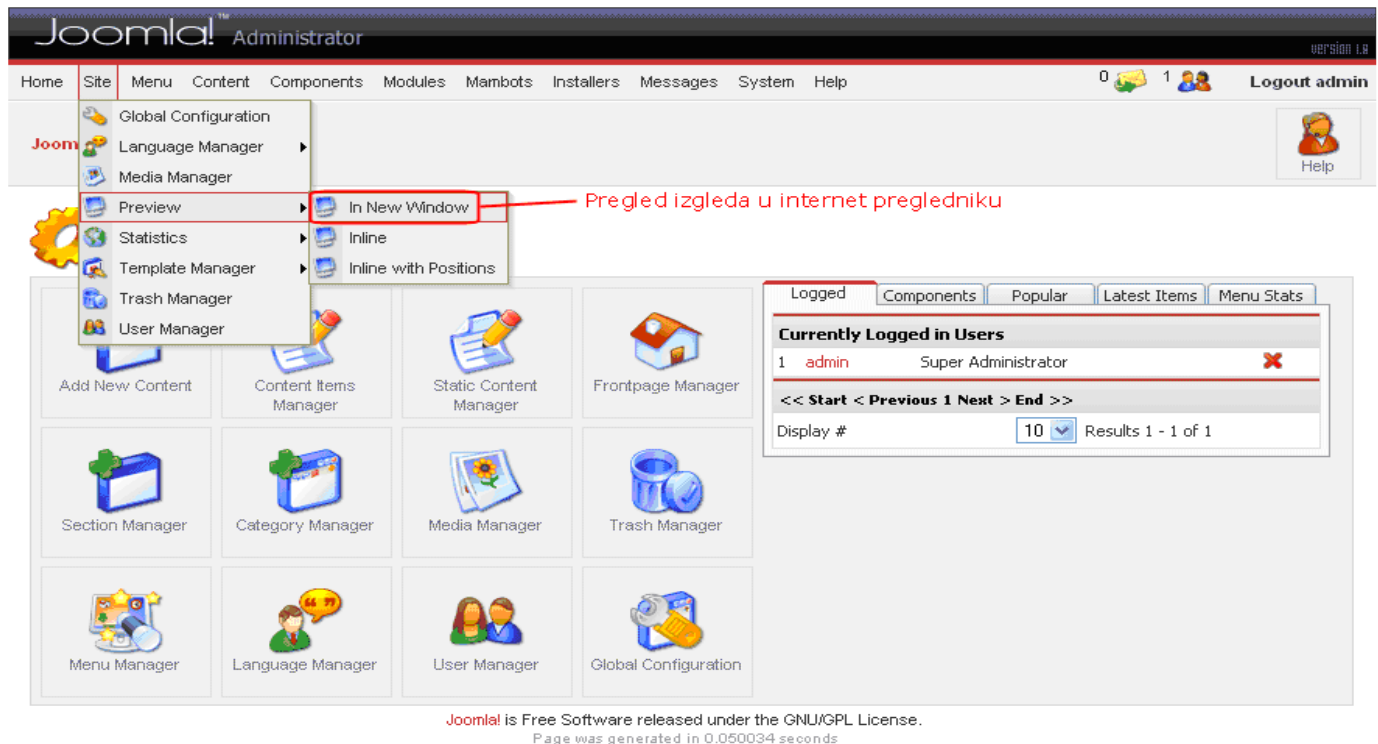 Joomla!™ Administrator
version 1.0
Home Site Menu Content Components Modules Mambots Installers Messages System Help 0 1 Logout admin
Global Configuration
Joom
Language Manager
Help
Media Manager
Preview In New Window Pregled izgleda u internet pregledniku
Statistics Inline
Template Manager Inline with Positions
Trash Manager
User Manager
Logged Components Popular Latest Items Menu Stats
Currently Logged in Users
1 admin Super Administrator
<< Start < Previous 1 Next > End >>
Display # 10 Results 1 - 1 of 1
Add New Content
Content Items
Manager
Static Content
Manager
Frontpage Manager
Section Manager Category Manager Media Manager Trash Manager
Menu Manager Language Manager User Manager Global Configuration
Joomla! is Free Software released under the GNU/GPL License.
Page was generated in 0.050034 seconds